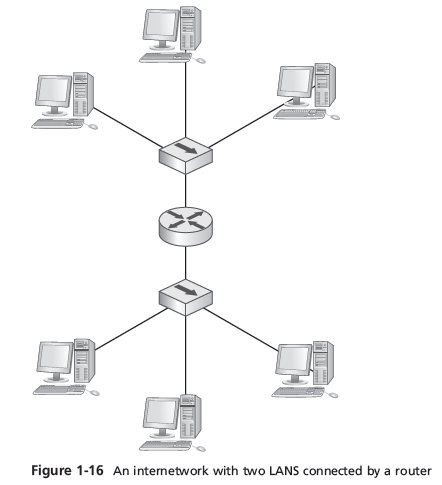 Figure 1-16 An internetwork with two LANS connected by a router